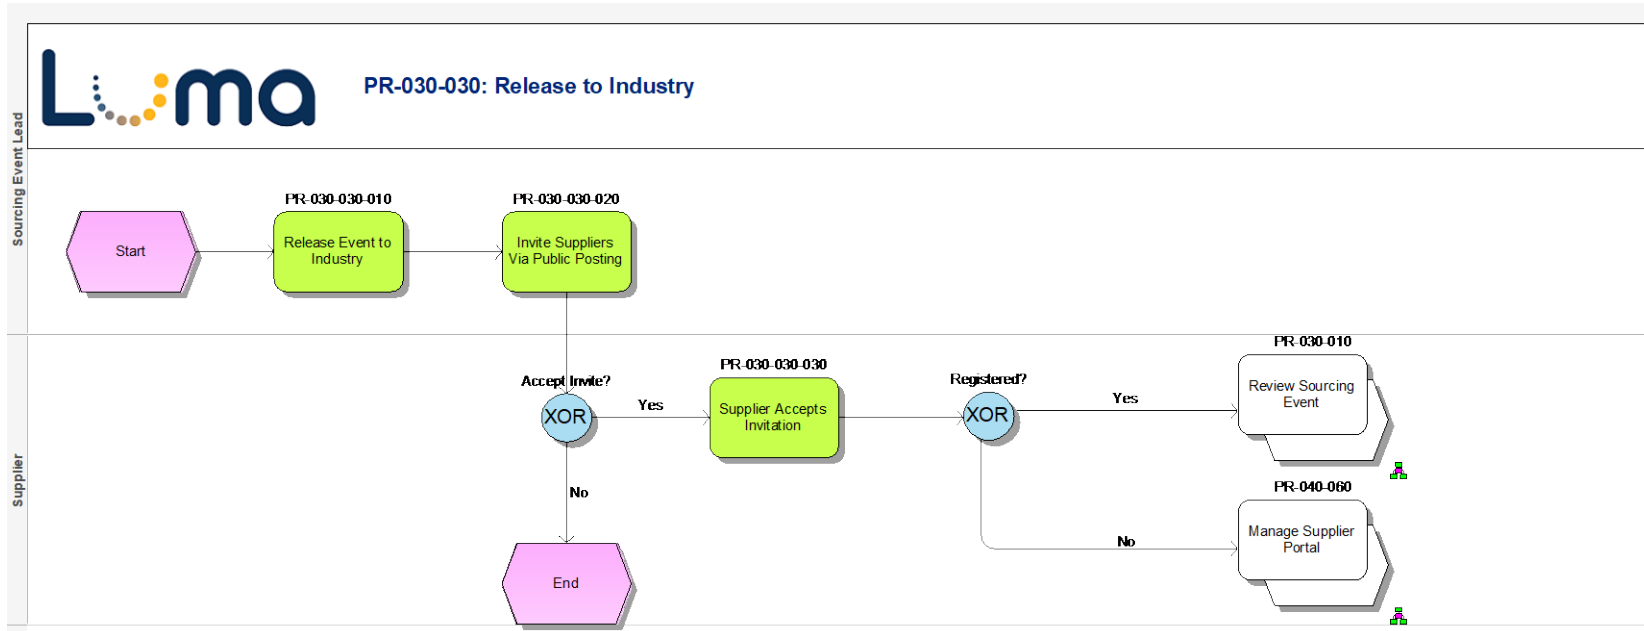 Luma
PR-030-030: Release to Industry
Sourcing Event Lead
PR-030-030-010
PR-030-030-020
Start
Release Event to
Industry
Invite Suppliers
Via Public Posting
Supplier
Accept Invite?
XOR
Yes
No
End
PR-030-030-030
Supplier Accepts
Invitation
Registered?
XOR
Yes
No
PR-030-010
Review Sourcing
Event
PR-040-060
Manage Supplier
Portal